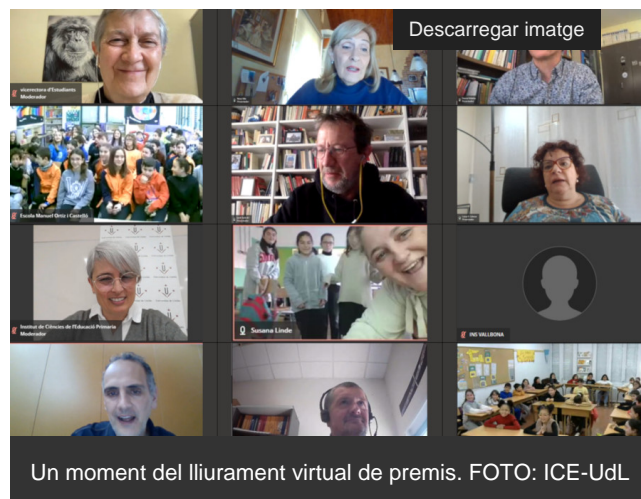 Descarregar imatge
vicerectora d'Estudiants
Moderador
Escola Manuel Ortiz i Castelló
Institut de Ciències de l'Educació Primària
Moderador
Susana Linde
INS VALLBONA
Un moment del lliurament virtual de premis. FOTO: ICE-UdL